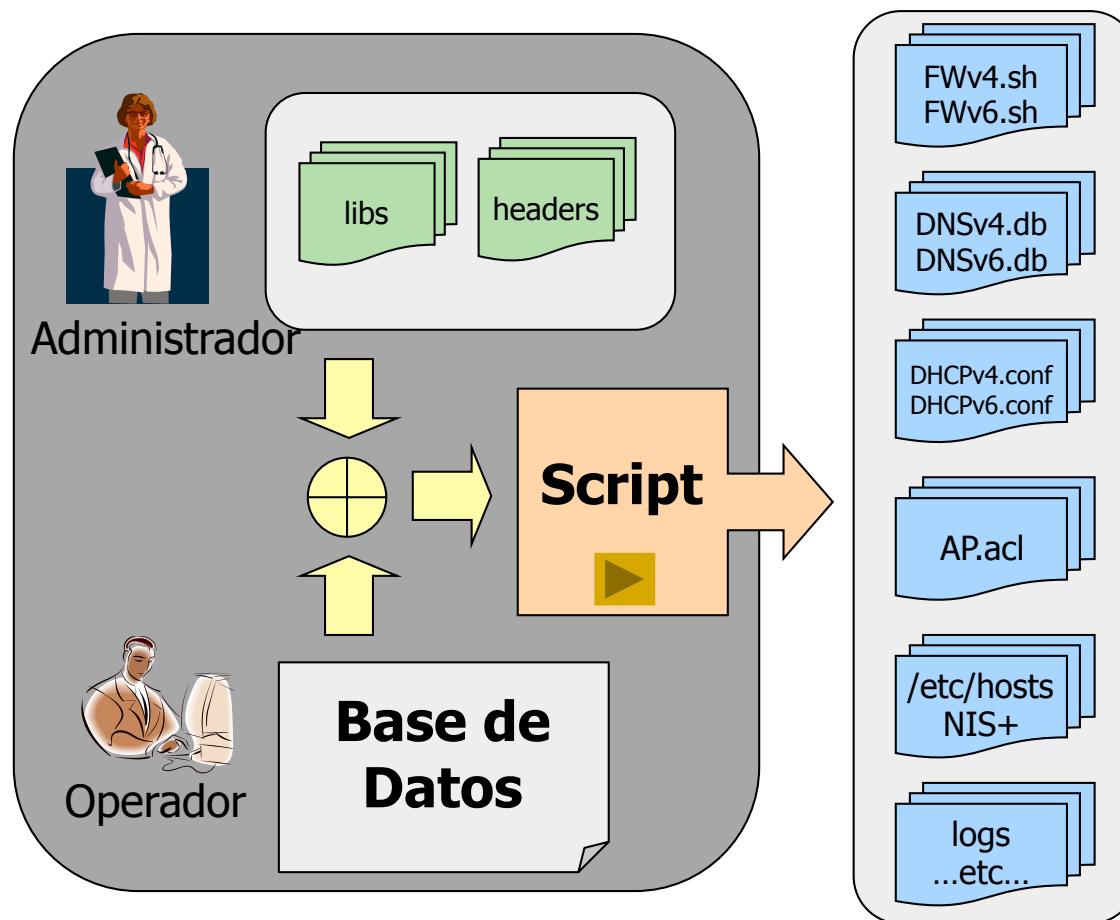 libs
headers
Administrador
Script
Base de
Datos
Operador
FWv4.sh
FWv6.sh
DNSv4.db
DNSv6.db
DHCPv4.conf
DHCPv6.conf
AP.acl
/etc/hosts
NIS+
logs
...etc...